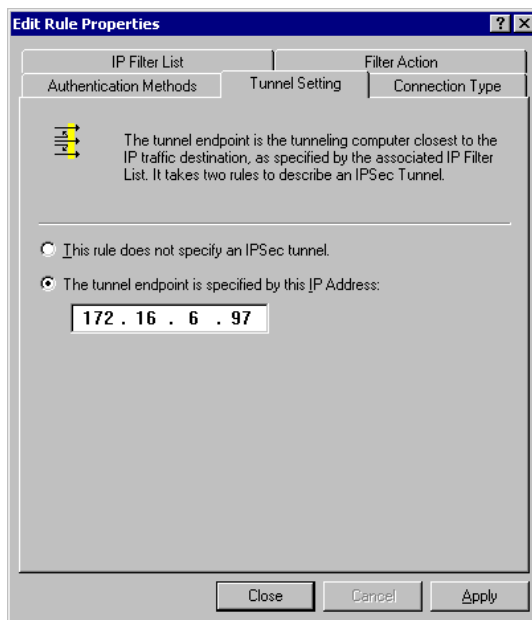 Edit Rule Properties
IP Filter List Filter Action
Authentication Methods Tunnel Setting Connection Type
The tunnel endpoint is the tunneling computer closest to the
IP traffic destination, as specified by the associated IP Filter
List. It takes two rules to describe an IPSec Tunnel.
This rule does not specify an IPSec tunnel.
The tunnel endpoint is specified by this IP Address:
172 . 16 . 6 . 97
Close Cancel Apply